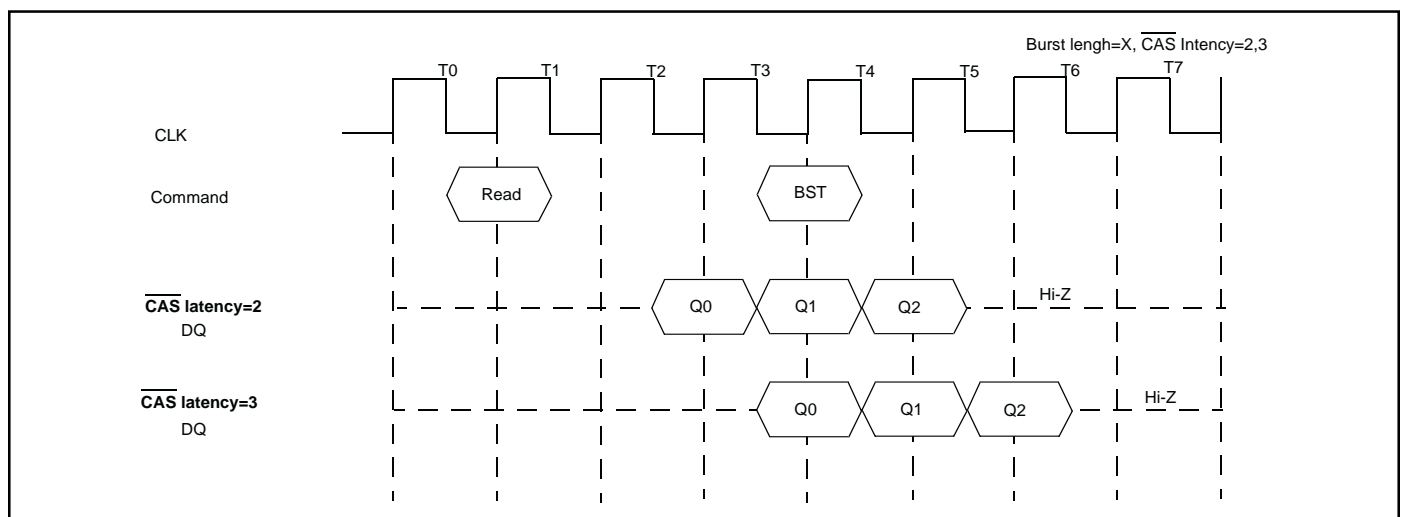 Burst lengh=X, CAS Intency=2,3
T0 T1 T2 T3 T4 T5 T6 T7
CLK
Command Read BST
CAS latency=2
DQ
Q0 Q1 Q2 Hi-Z
CAS latency=3
DQ
Q0 Q1 Q2 Hi-Z